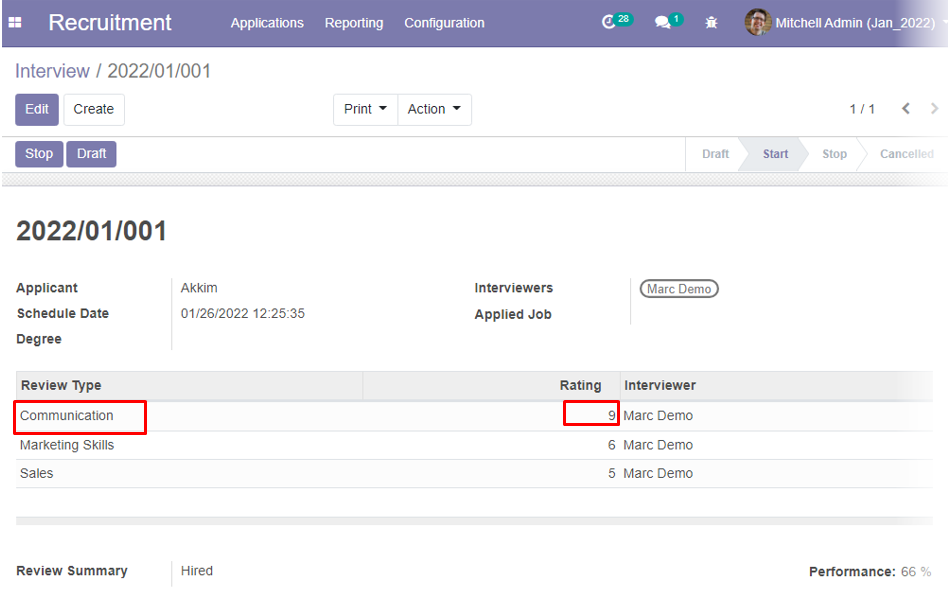 Recruitment Applications Reporting Configuration 28 1 Mitchell Admin (Jan_2022)
Interview / 2022/01/001
Edit Create Print Action 1 / 1
Stop Draft Draft Start Stop Cancelled
2022/01/001
Applicant Akkim Interviewers Marc Demo
Schedule Date 01/26/2022 12:25:35 Applied Job
Degree
Review Type Rating Interviewer
Communication 9 Marc Demo
Marketing Skills 6 Marc Demo
Sales 5 Marc Demo
Review Summary Hired Performance: 66 %